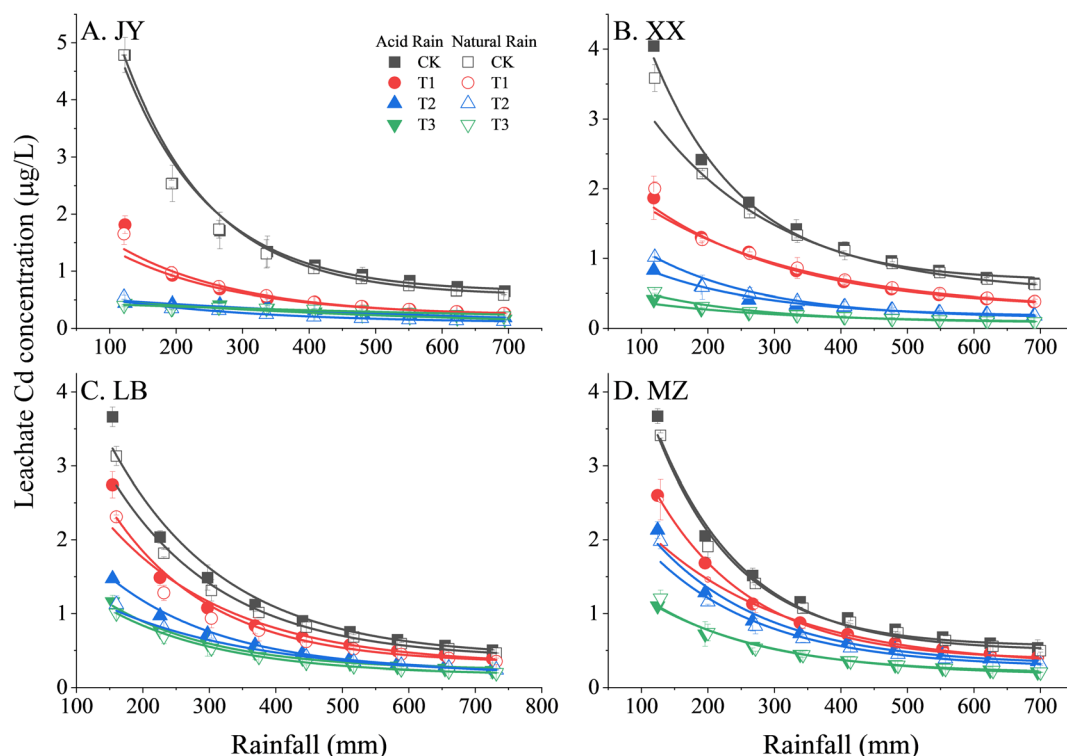 A. JY
Acid Rain Natural Rain
CK CK
T1 T1
T2 T2
T3 T3
5
4
3
2
1
0
100 200 300 400 500 600 700
B. XX
4
3
2
1
0
100 200 300 400 500 600 700
Leachate Cd concentration (μg/L)
C. LB
4
3
2
1
0
100 200 300 400 500 600 700 800
Rainfall (mm)
D. MZ
4
3
2
1
0
100 200 300 400 500 600 700
Rainfall (mm)